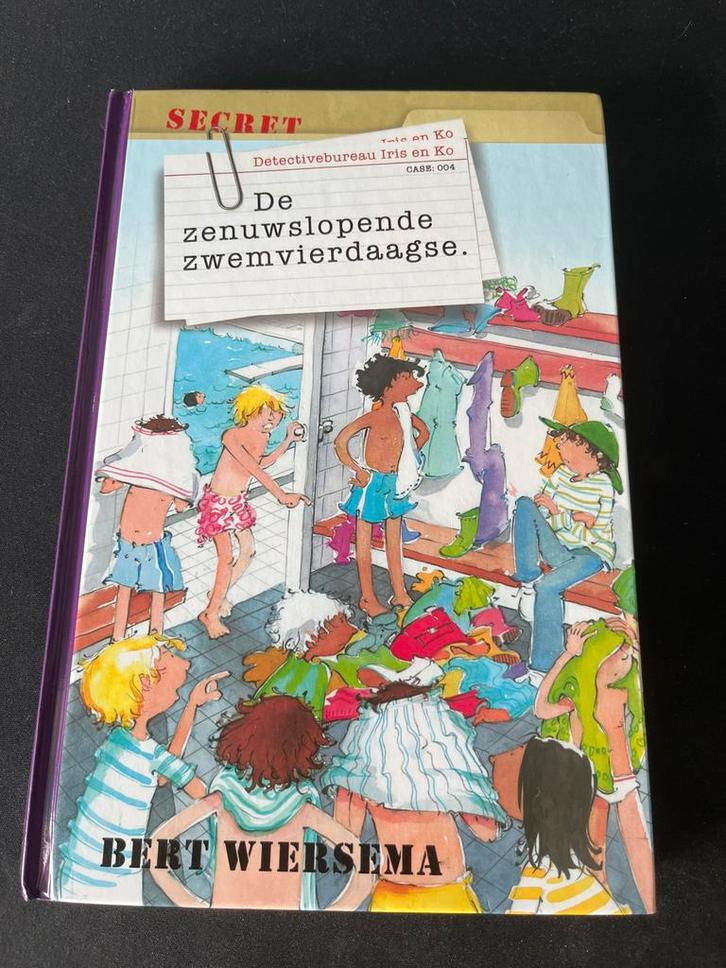 SECRET
Iris en Ko
Detectivebureau Iris en Ko
CASE: 004
De
zenuwslopende
zwemvierdaagse.
BERT WIERSEMA